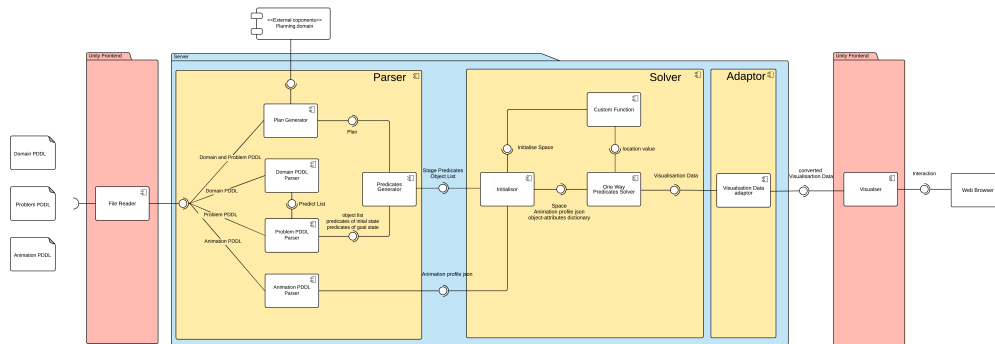 <<External coponents>>
Planning.domain
Unity Frontend
Server
Unity Frontend
Parser
Solver
Adaptor
Plan Generator
Plan
Custom Function
Initialise Space
location value
Domain PDDL
Problem PDDL
Animation PDDL
File Reader
Domain and Problem PDDL
Domain PDDL
Problem PDDL
Animation PDDL
Domain PDDL
Parser
Predict List
Problem PDDL
Parser
object list
predicates of inital state
predicates of goal state
Animation PDDL
Parser
Predicates
Generator
Stage Predicates
Object List
Animation profile json
Initialisor
Space
Animation profile json
object-attributes dictionary
One Way
Predicates Solver
Visualisartion Data
Visualisation Data
adaptor
converted
Visualisartion Data
Visualiser
Interaction
Web Browser